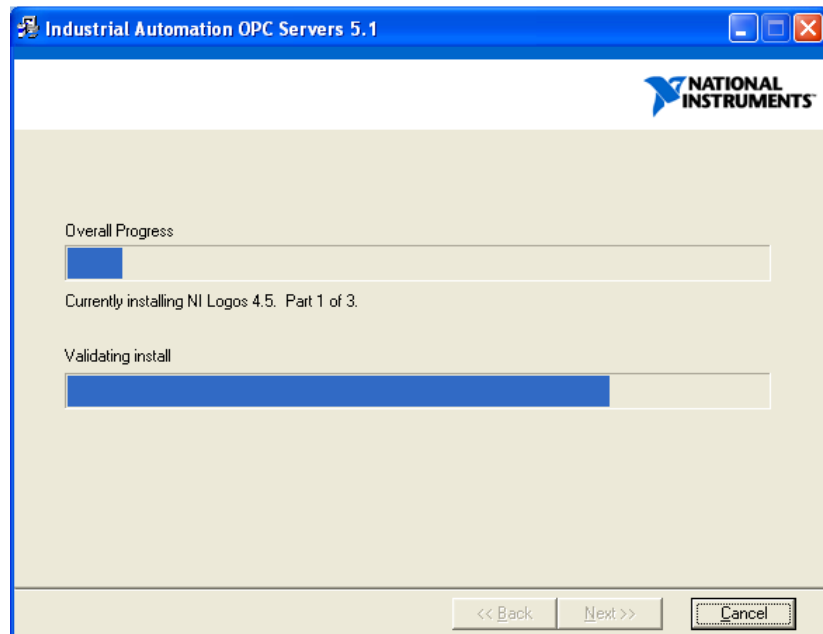 Industrial Automation OPC Servers 5.1
NATIONAL
INSTRUMENTS™
Overall Progress
Currently installing NI Logos 4.5.  Part 1 of 3.
Validating install
<< Back
Next >>
Cancel